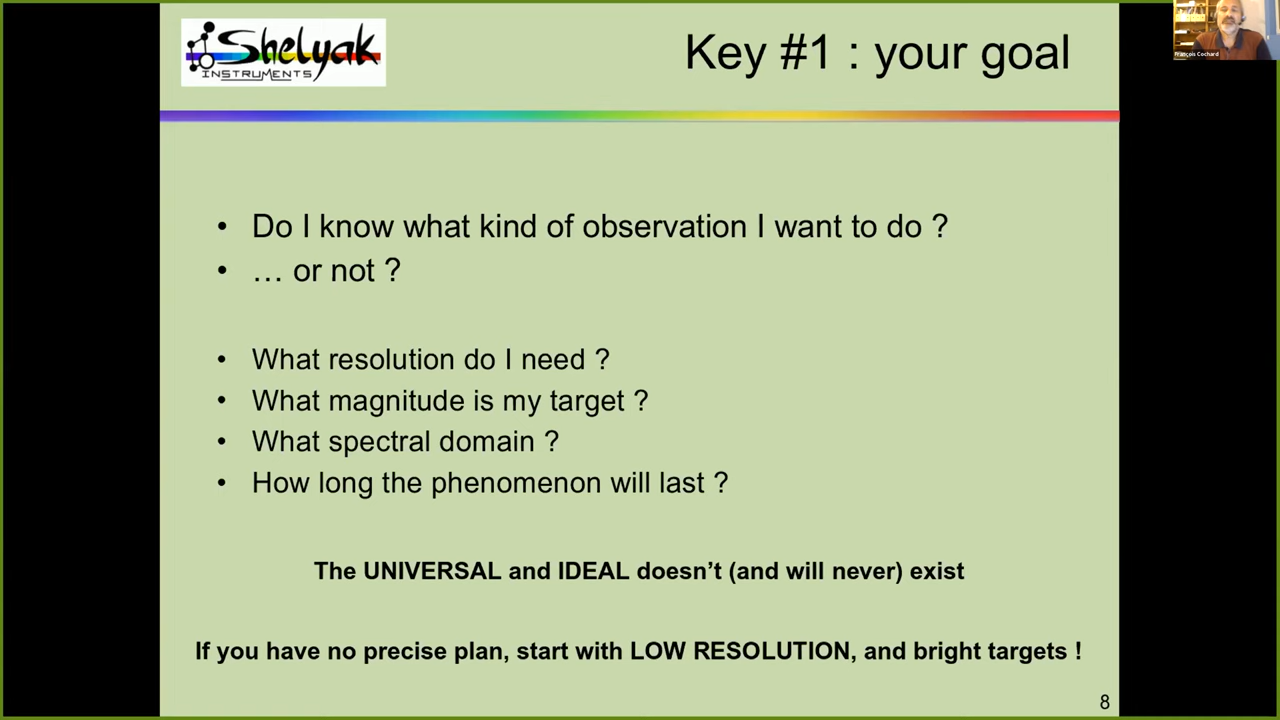 Shelyak
INSTRUMENTS
Key #1 : your goal
François Cochard
• Do I know what kind of observation I want to do ?
• … or not ?
• What resolution do I need ?
• What magnitude is my target ?
• What spectral domain ?
• How long the phenomenon will last ?
The UNIVERSAL and IDEAL doesn’t (and will never) exist
If you have no precise plan, start with LOW RESOLUTION, and bright targets !
8